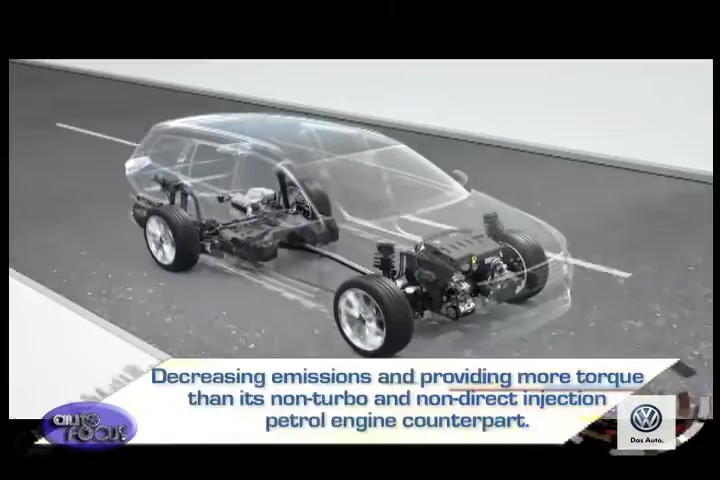 Decreasing emissions and providing more torque
than its non-turbo and non-direct injection
petrol engine counterpart.
auto
FOCUS
Das Auto.